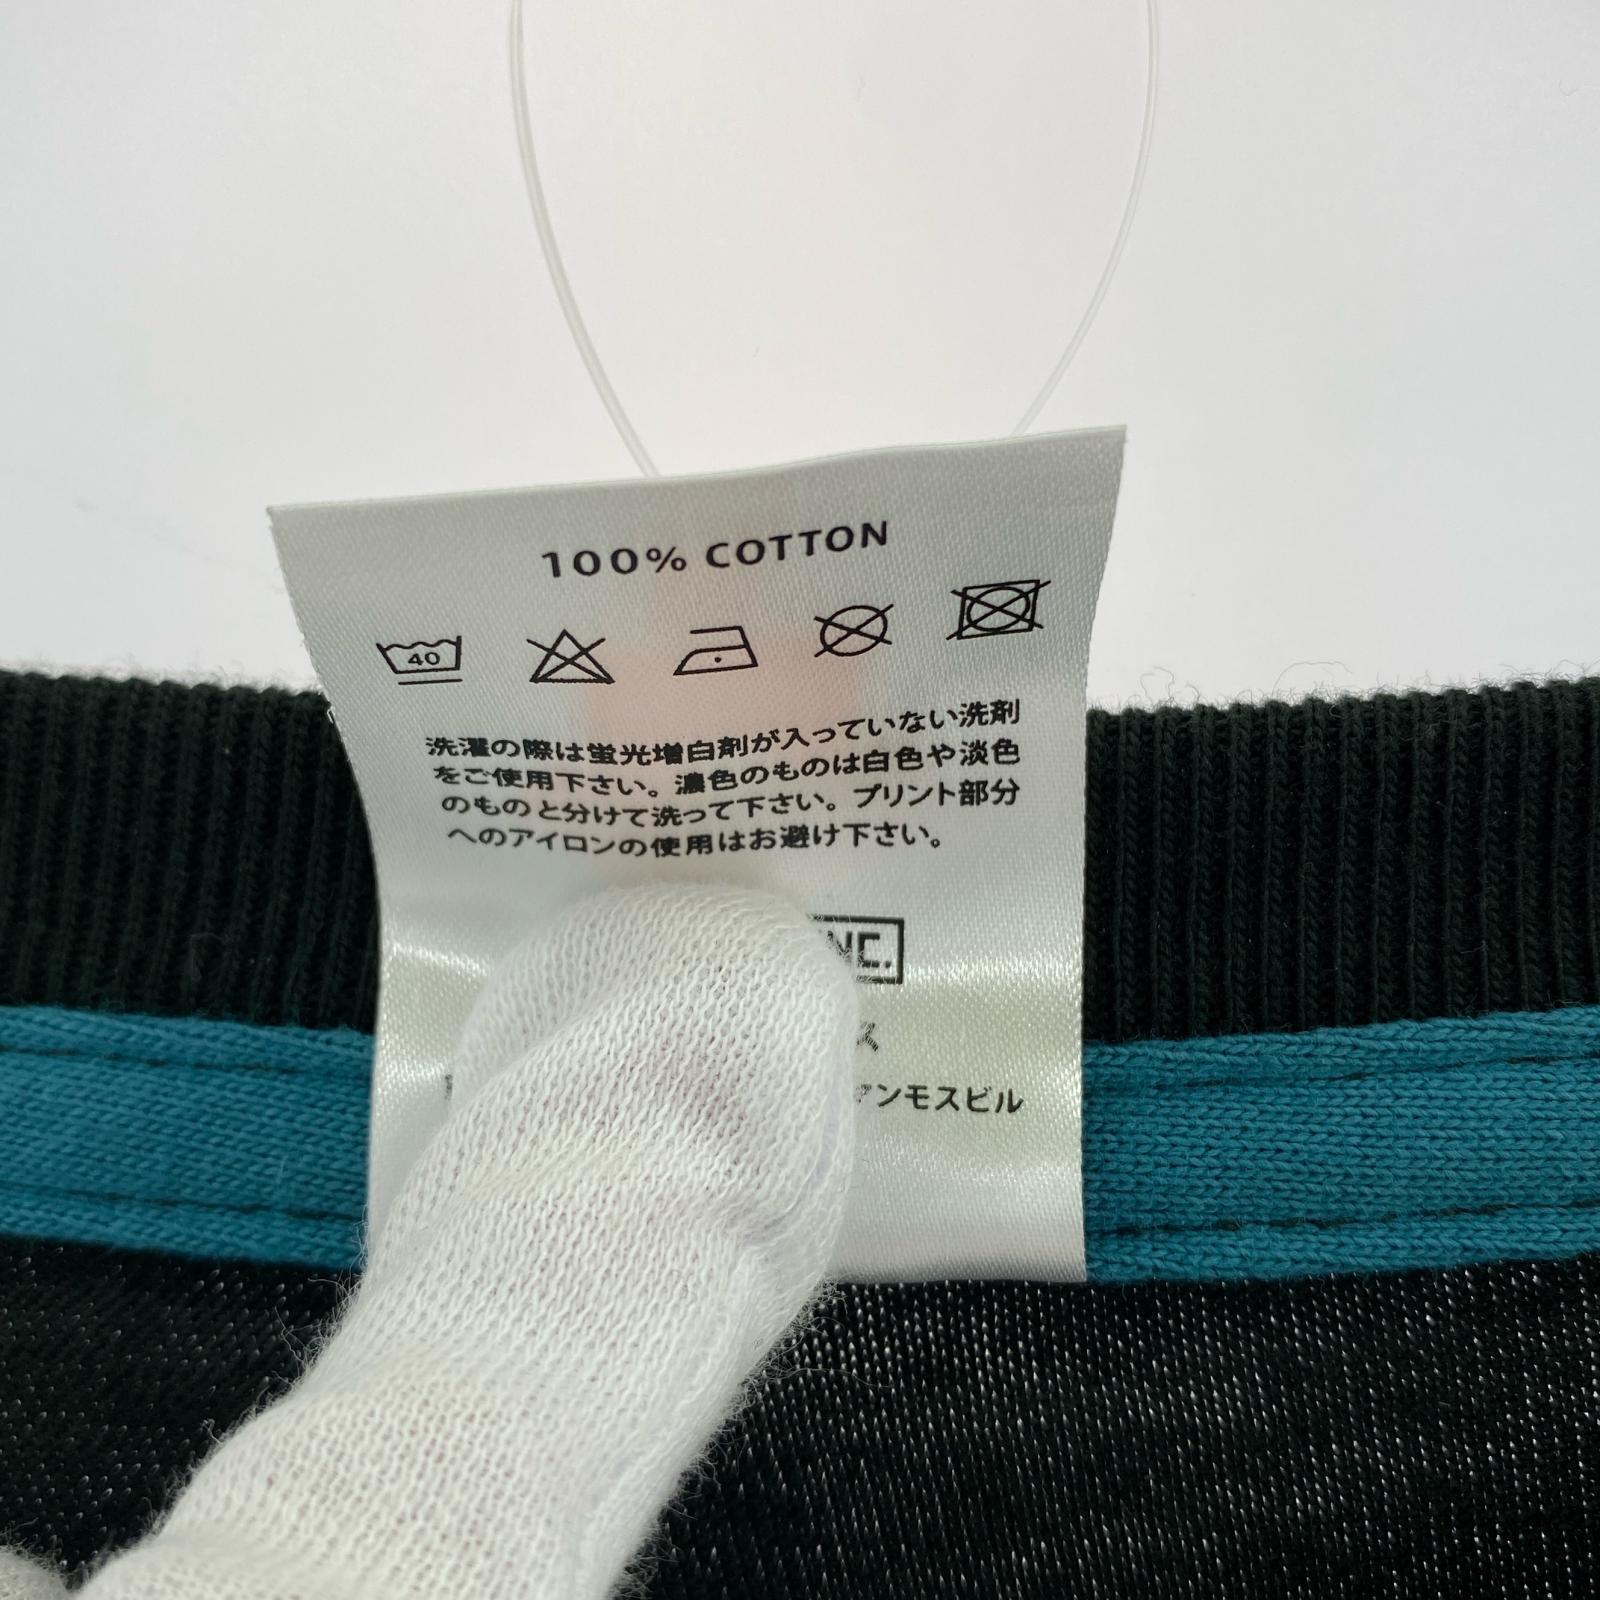 100% COTTON
40
洗濯の際は蛍光増白剤が入っていない洗剤
をご使用下さい。濃色のものは白色や淡色
のものと分けて洗って下さい。プリント部分
へのアイロンの使用はお避け下さい。
NC.
ス
アンモスビル